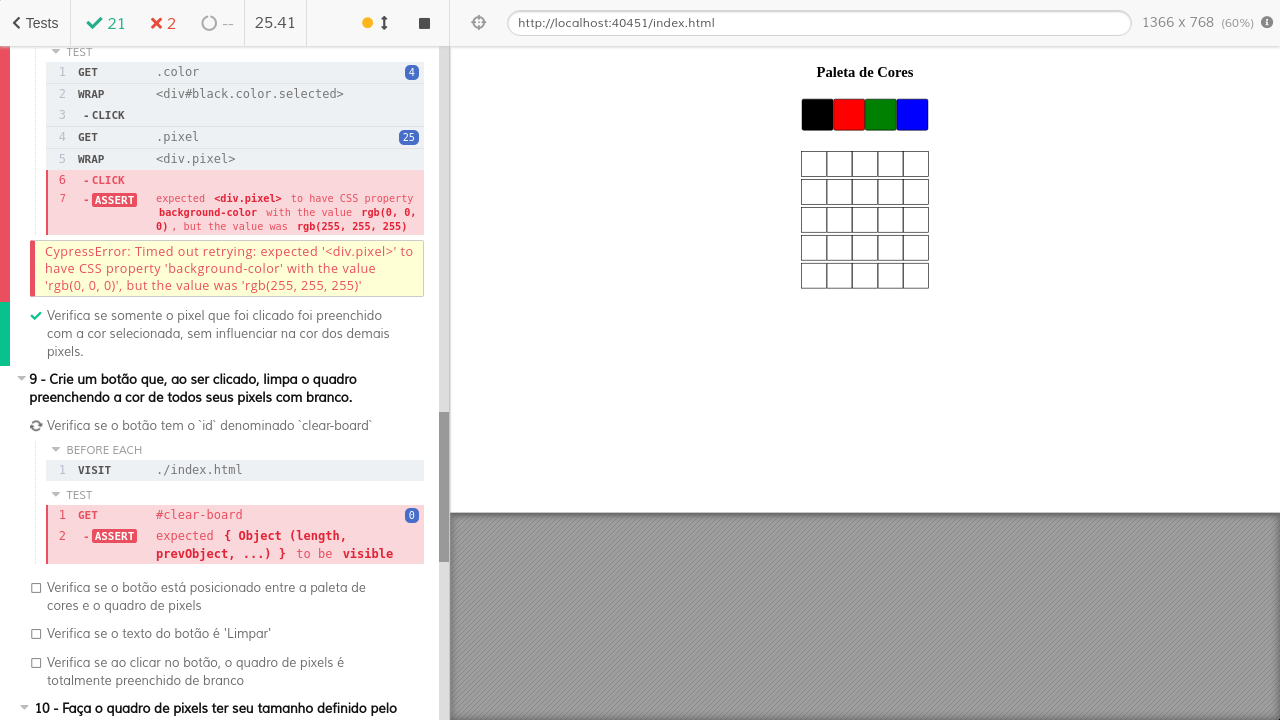 Tests
21
2
--
25.41
http://localhost:40451/index.html
1366 x 768 (60%)
TEST
1 GET .color 4
2 WRAP <div#black.color.selected>
3 - CLICK
4 GET .pixel 25
5 WRAP <div.pixel>
6 - CLICK
7 - ASSERT expected <div.pixel> to have CSS property
background-color with the value rgb(0, 0,
0) , but the value was rgb(255, 255, 255)
CypressError: Timed out retrying: expected '<div.pixel>' to
have CSS property 'background-color' with the value
'rgb(0, 0, 0)', but the value was 'rgb(255, 255, 255)'
Verifica se somente o pixel que foi clicado foi preenchido
com a cor selecionada, sem influenciar na cor dos demais
pixels.
9 - Crie um botão que, ao ser clicado, limpa o quadro
preenchendo a cor de todos seus pixels com branco.
Verifica se o botão tem o `id` denominado `clear-board`
BEFORE EACH
1 VISIT ./index.html
TEST
1 GET #clear-board 0
2 - ASSERT expected { Object (length,
prevObject, ...) } to be visible
Verifica se o botão está posicionado entre a paleta de
cores e o quadro de pixels
Verifica se o texto do botão é 'Limpar'
Verifica se ao clicar no botão, o quadro de pixels é
totalmente preenchido de branco
10 - Faça o quadro de pixels ter seu tamanho definido pelo
Paleta de Cores